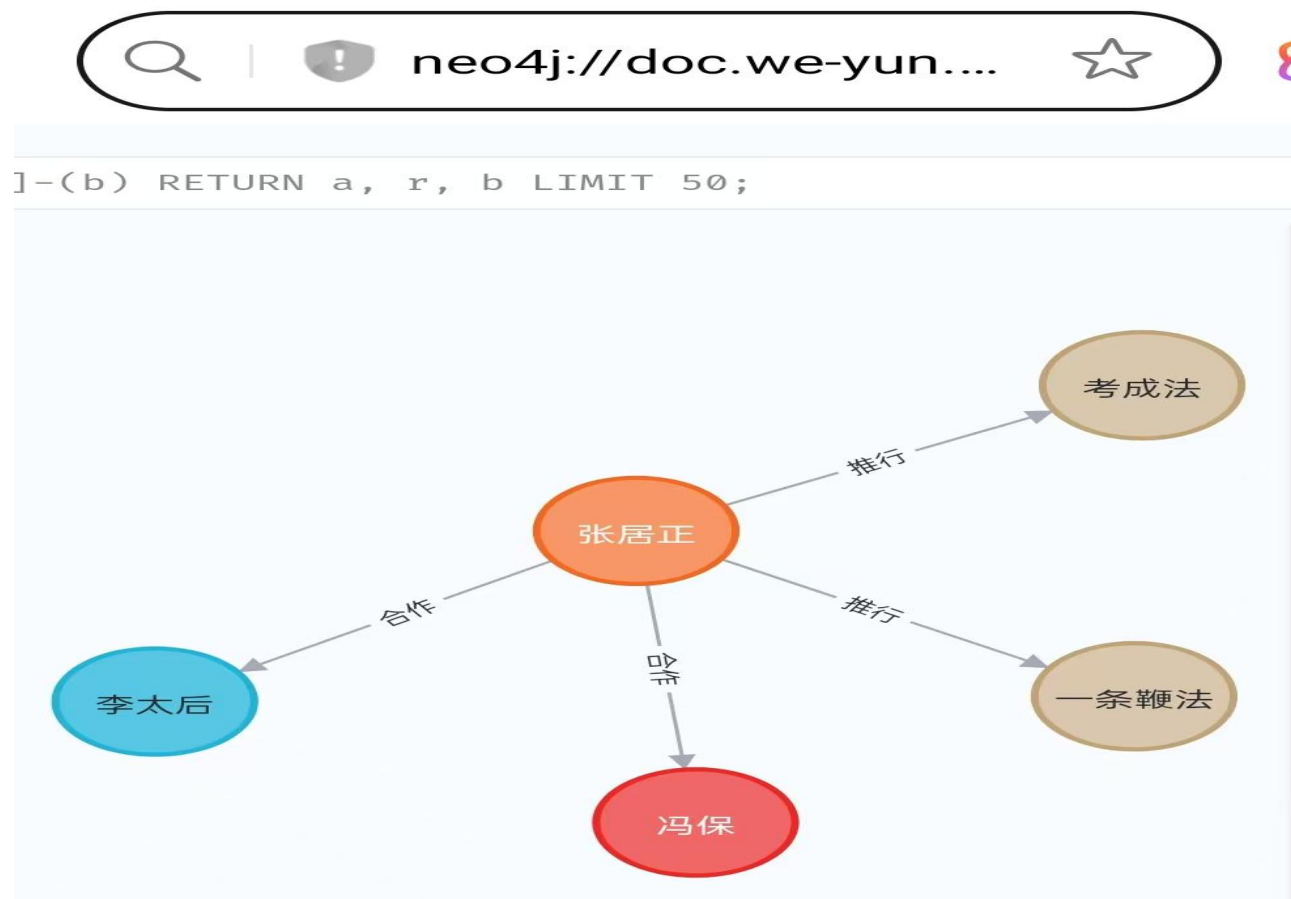 neo4j://doc.we-yun....
]-(b) RETURN a, r, b LIMIT 50;
考成法
推行
张居正
合作
推行
李太后
合作
一条鞭法
冯保